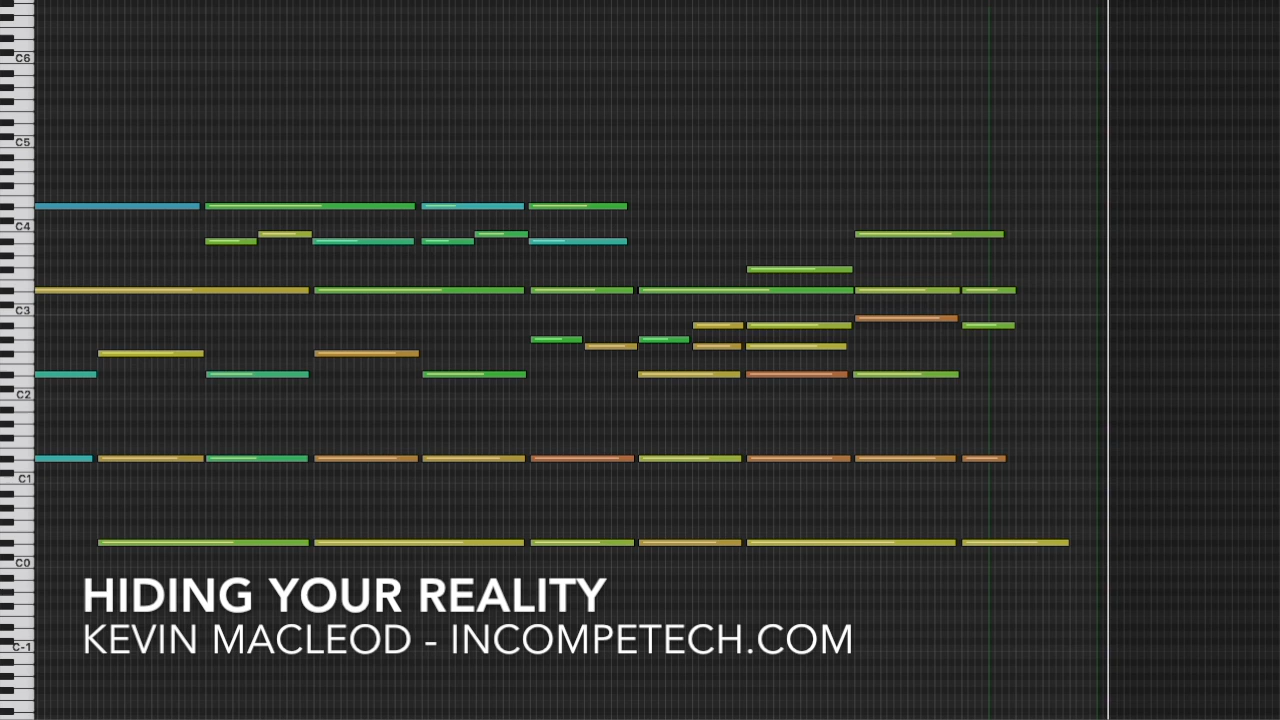 C6
C5
C4
C3
C2
C1
C0
HIDING YOUR REALITY
KEVIN MACLEOD - INCOMPETECH.COM
C-1